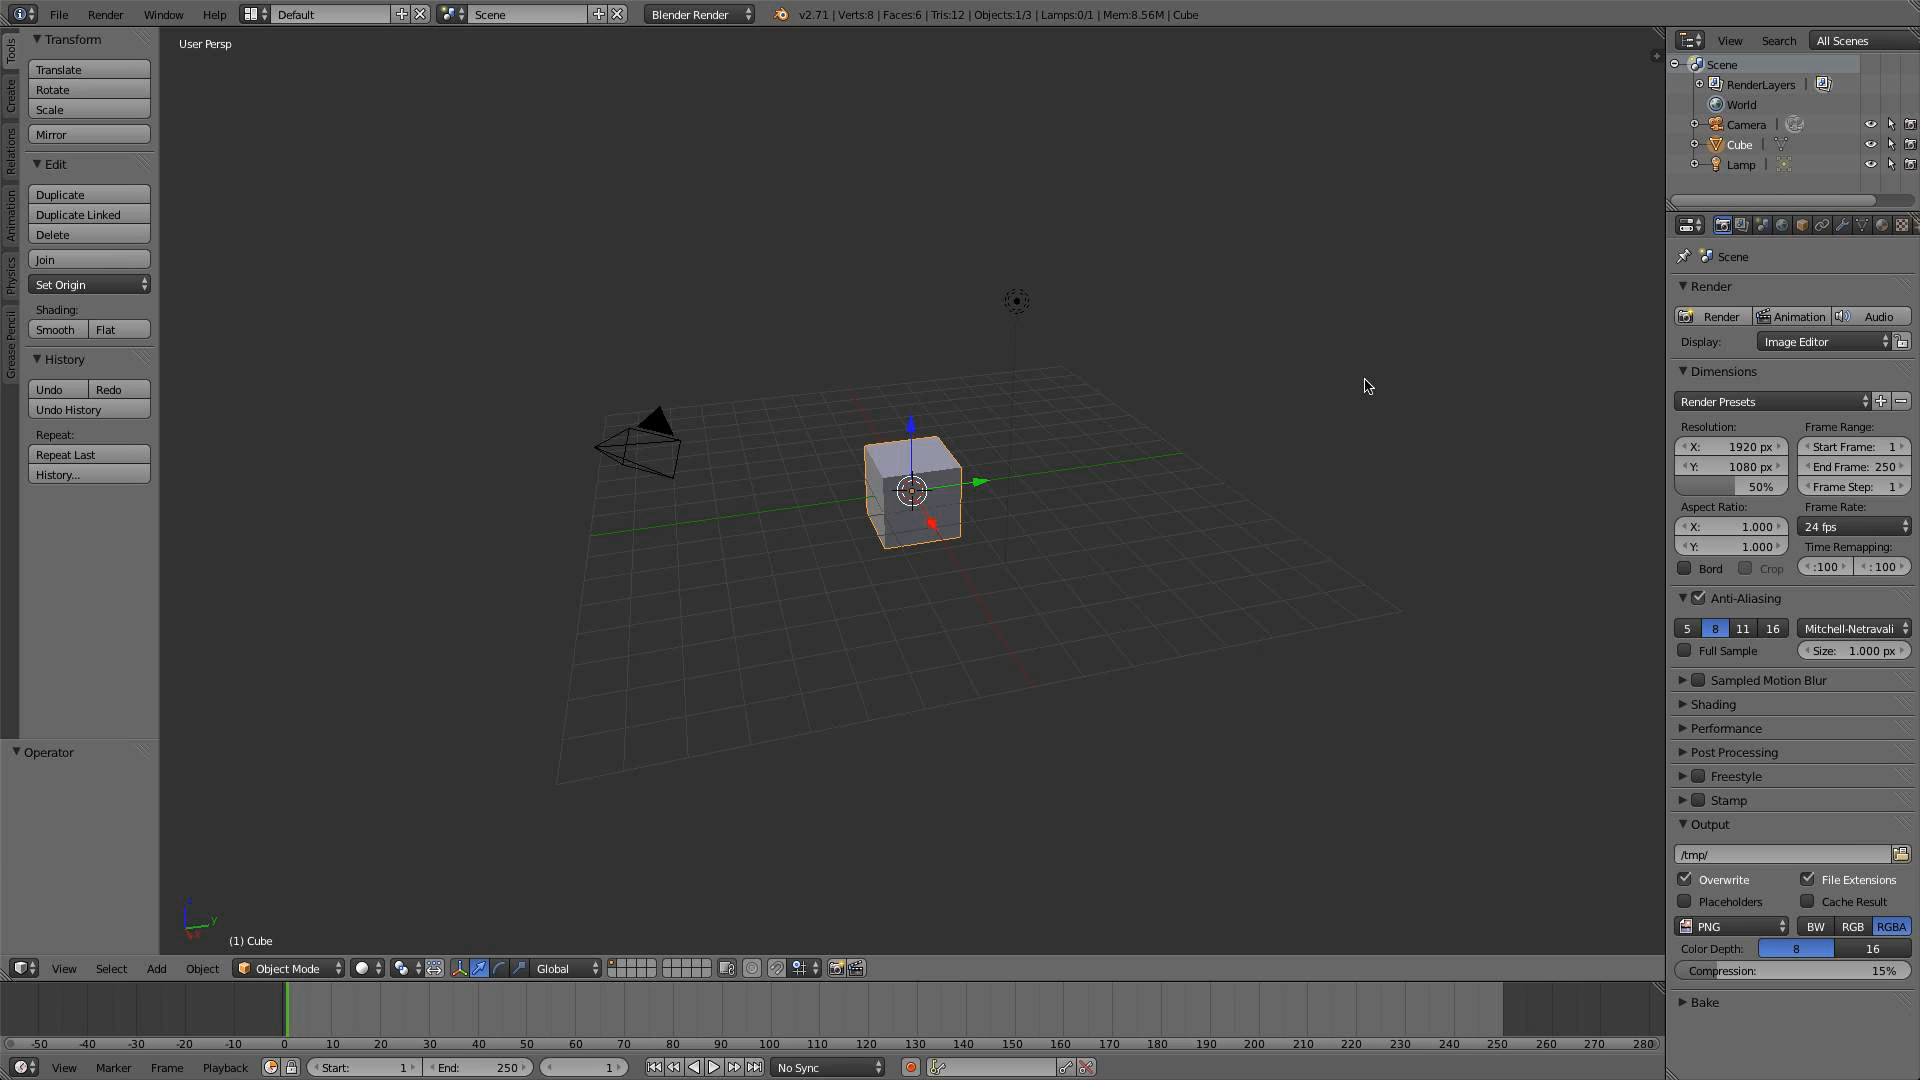 File Render Window Help Default Scene Blender Render v2.71 | Verts:8 | Faces:6 | Tris:12 | Objects:1/3 | Lamps:0/1 | Mem:8.56M | Cube
Tools
Create
Relations
Animation
Physics
Grease Pencil
Transform
Translate
Rotate
Scale
Mirror
Edit
Duplicate
Duplicate Linked
Delete
Join
Set Origin
Shading:
Smooth Flat
History
Undo Redo
Undo History
Repeat:
Repeat Last
History...
Operator
User Persp
y
(1) Cube
View Select Add Object Object Mode Global
-50 -40 -30 -20 -10 0 10 20 30 40 50 60 70 80 90 100 110 120 130 140 150 160 170 180 190 200 210 220 230 240 250 260 270 280
View Marker Frame Playback Start: 1 End: 250 1 No Sync
View Search All Scenes
Scene
RenderLayers |
World
Camera |
Cube |
Lamp |
Scene
Render
Render Animation Audio
Display: Image Editor
Dimensions
Render Presets
Resolution: Frame Range:
X: 1920 px Start Frame: 1
Y: 1080 px End Frame: 250
50% Frame Step: 1
Aspect Ratio: Frame Rate:
X: 1.000 24 fps
Y: 1.000 Time Remapping:
Bord Crop :100 : 100
Anti-Aliasing
5 8 11 16 Mitchell-Netravali
Full Sample Size: 1.000 px
Sampled Motion Blur
Shading
Performance
Post Processing
Freestyle
Stamp
Output
/tmp/
Overwrite File Extensions
Placeholders Cache Result
PNG BW RGB RGBA
Color Depth: 8 16
Compression: 15%
Bake